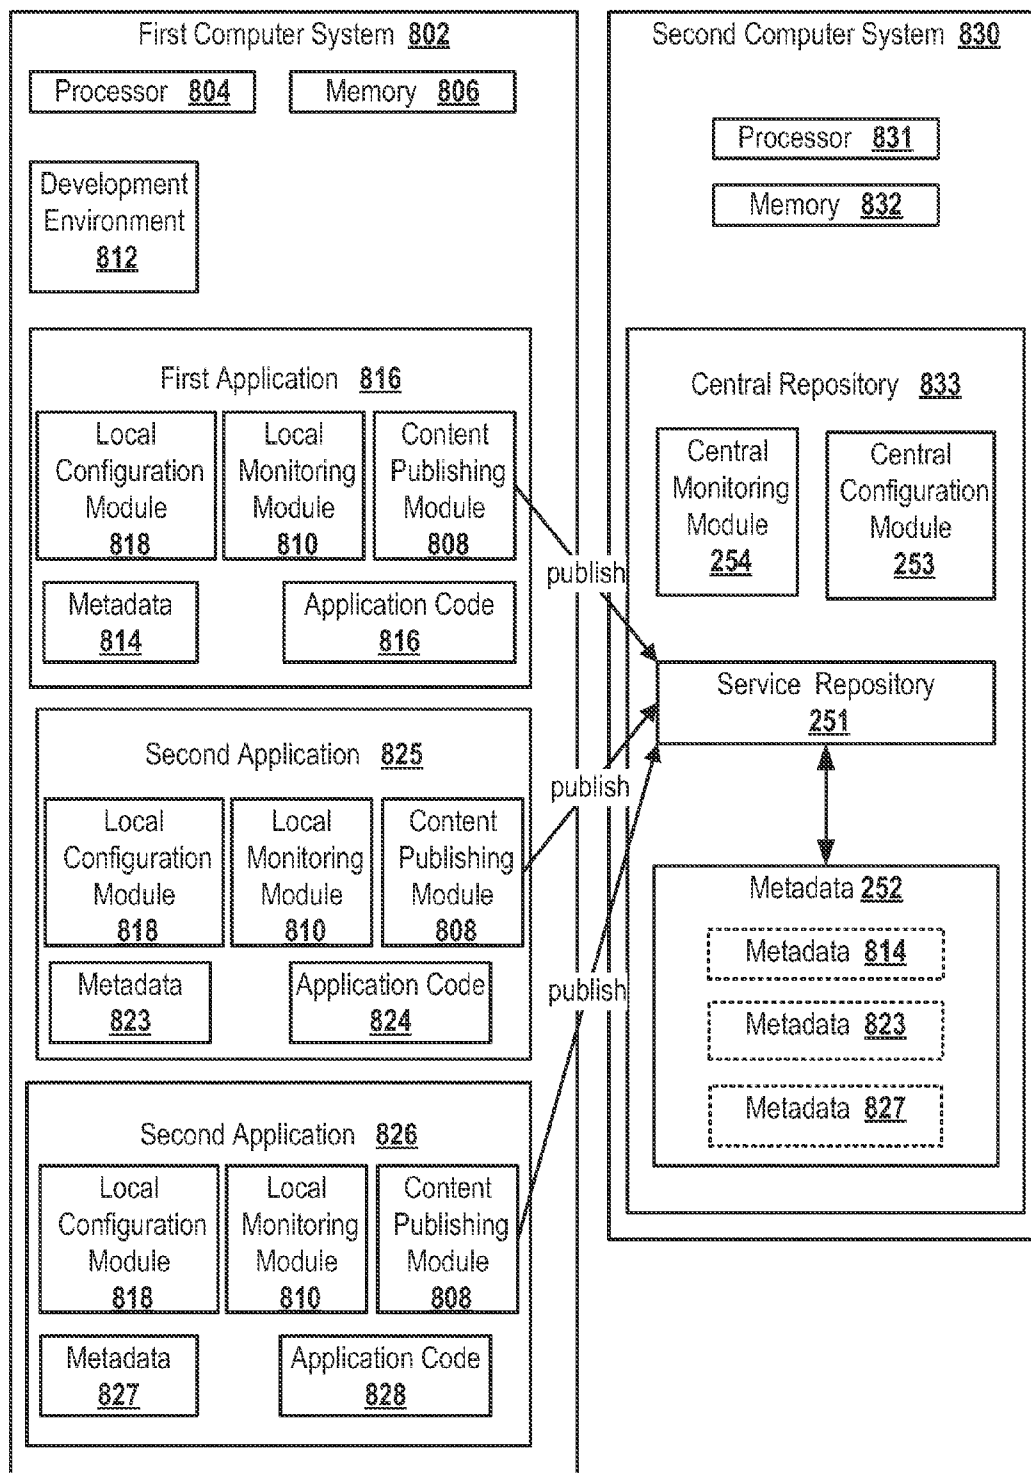 First Computer System 802
Processor 804
Memory 806
Development
Environment
812
First Application 816
Local
Configuration
Module
818
Local
Monitoring
Module
810
Content
Publishing
Module
808
Metadata
814
Application Code
816
Second Application 825
Local
Configuration
Module
818
Local
Monitoring
Module
810
Content
Publishing
Module
808
Metadata
823
Application Code
824
Second Application 826
Local
Configuration
Module
818
Local
Monitoring
Module
810
Content
Publishing
Module
808
Metadata
827
Application Code
828
publish
publish
publish
Second Computer System 830
Processor 831
Memory 832
Central Repository 833
Central
Monitoring
Module
254
Central
Configuration
Module
253
Service Repository
251
Metadata 252
Metadata 814
Metadata 823
Metadata 827